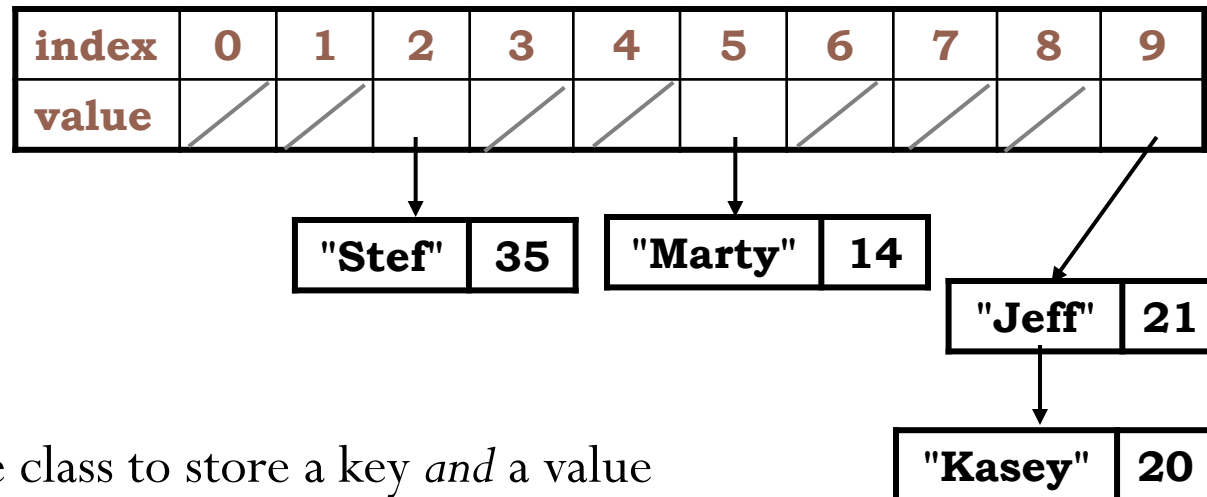 index 0 1 2 3 4 5 6 7 8 9
value
"Stef" 35 "Marty" 14
"Jeff" 21
"Kasey" 20
class to store a key and a value